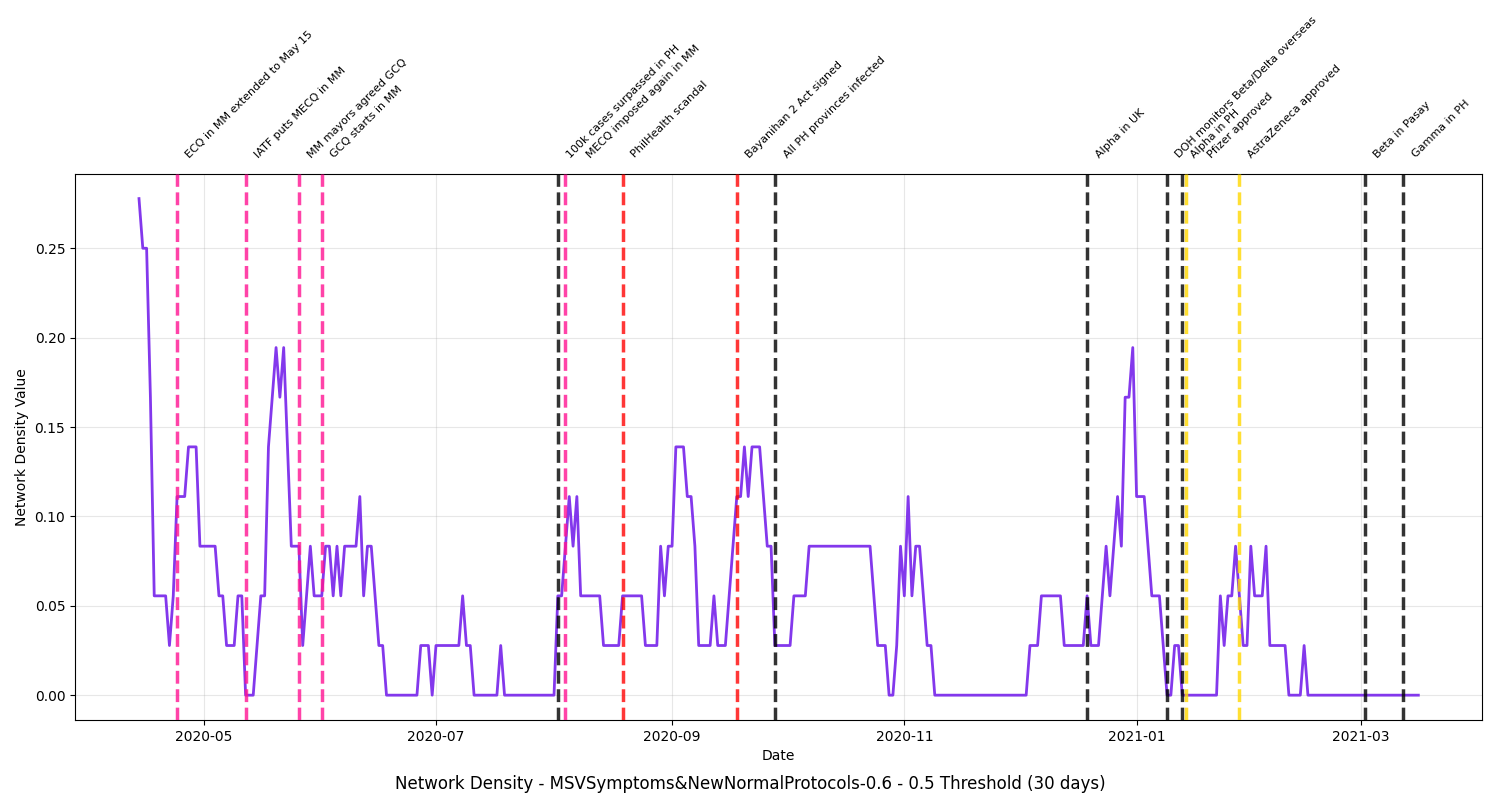 ECQ in MM extended to May 15
IATF puts MECQ in MM
MM mayors agreed GCQ
GCQ starts in MM
100k cases surpassed in PH
MECQ imposed again in MM
PhilHealth scandal
Bayanihan 2 Act signed
All PH provinces infected
Alpha in UK
DOH monitors Beta/Delta overseas
Alpha in PH
Pfizer approved
AstraZeneca approved
Beta in Pasay
Gamma in PH
Network Density Value
0.25
0.20
0.15
0.10
0.05
0.00
2020-05
2020-07
2020-09
2020-11
2021-01
2021-03
Date
Network Density - MSVSymptoms&NewNormalProtocols-0.6 - 0.5 Threshold (30 days)